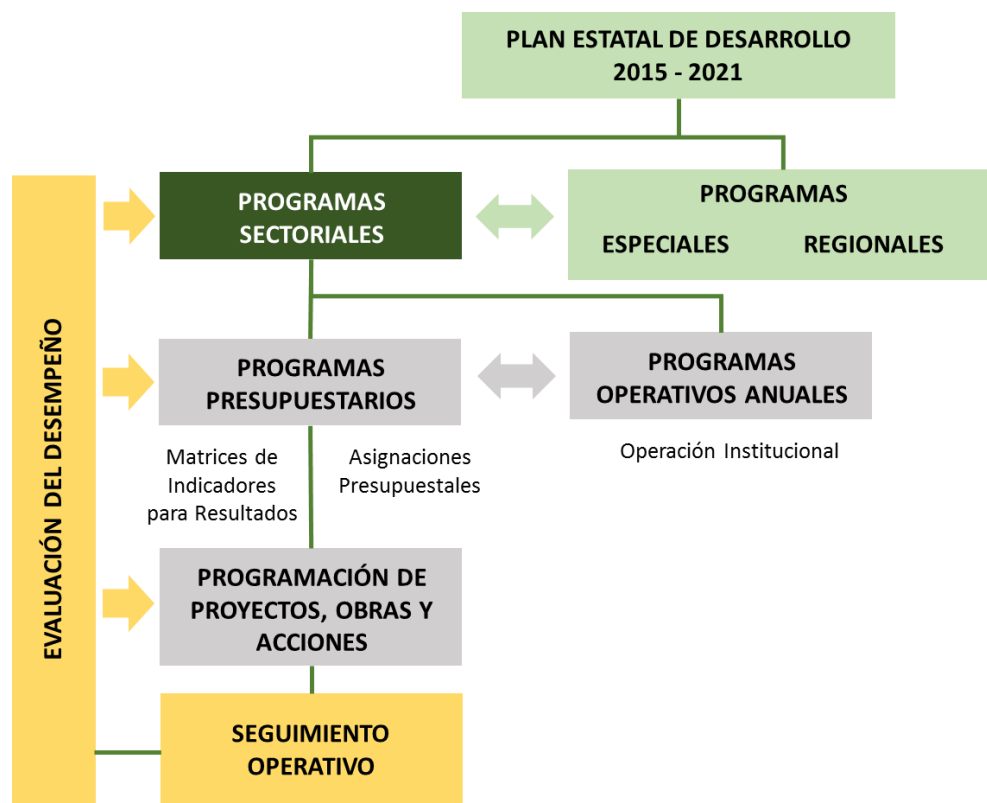 PLAN ESTATAL DE DESARROLLO
2015 - 2021
PROGRAMAS
SECTORIALES
PROGRAMAS
ESPECIALES REGIONALES
EVALUACIÓN DEL DESEMPEÑO
PROGRAMAS
PRESUPUESTARIOS
PROGRAMAS
OPERATIVOS ANUALES
Matrices de
Indicadores
para Resultados
Asignaciones
Presupuestales
Operación Institucional
PROGRAMACIÓN DE
PROYECTOS, OBRAS Y
ACCIONES
SEGUIMIENTO
OPERATIVO